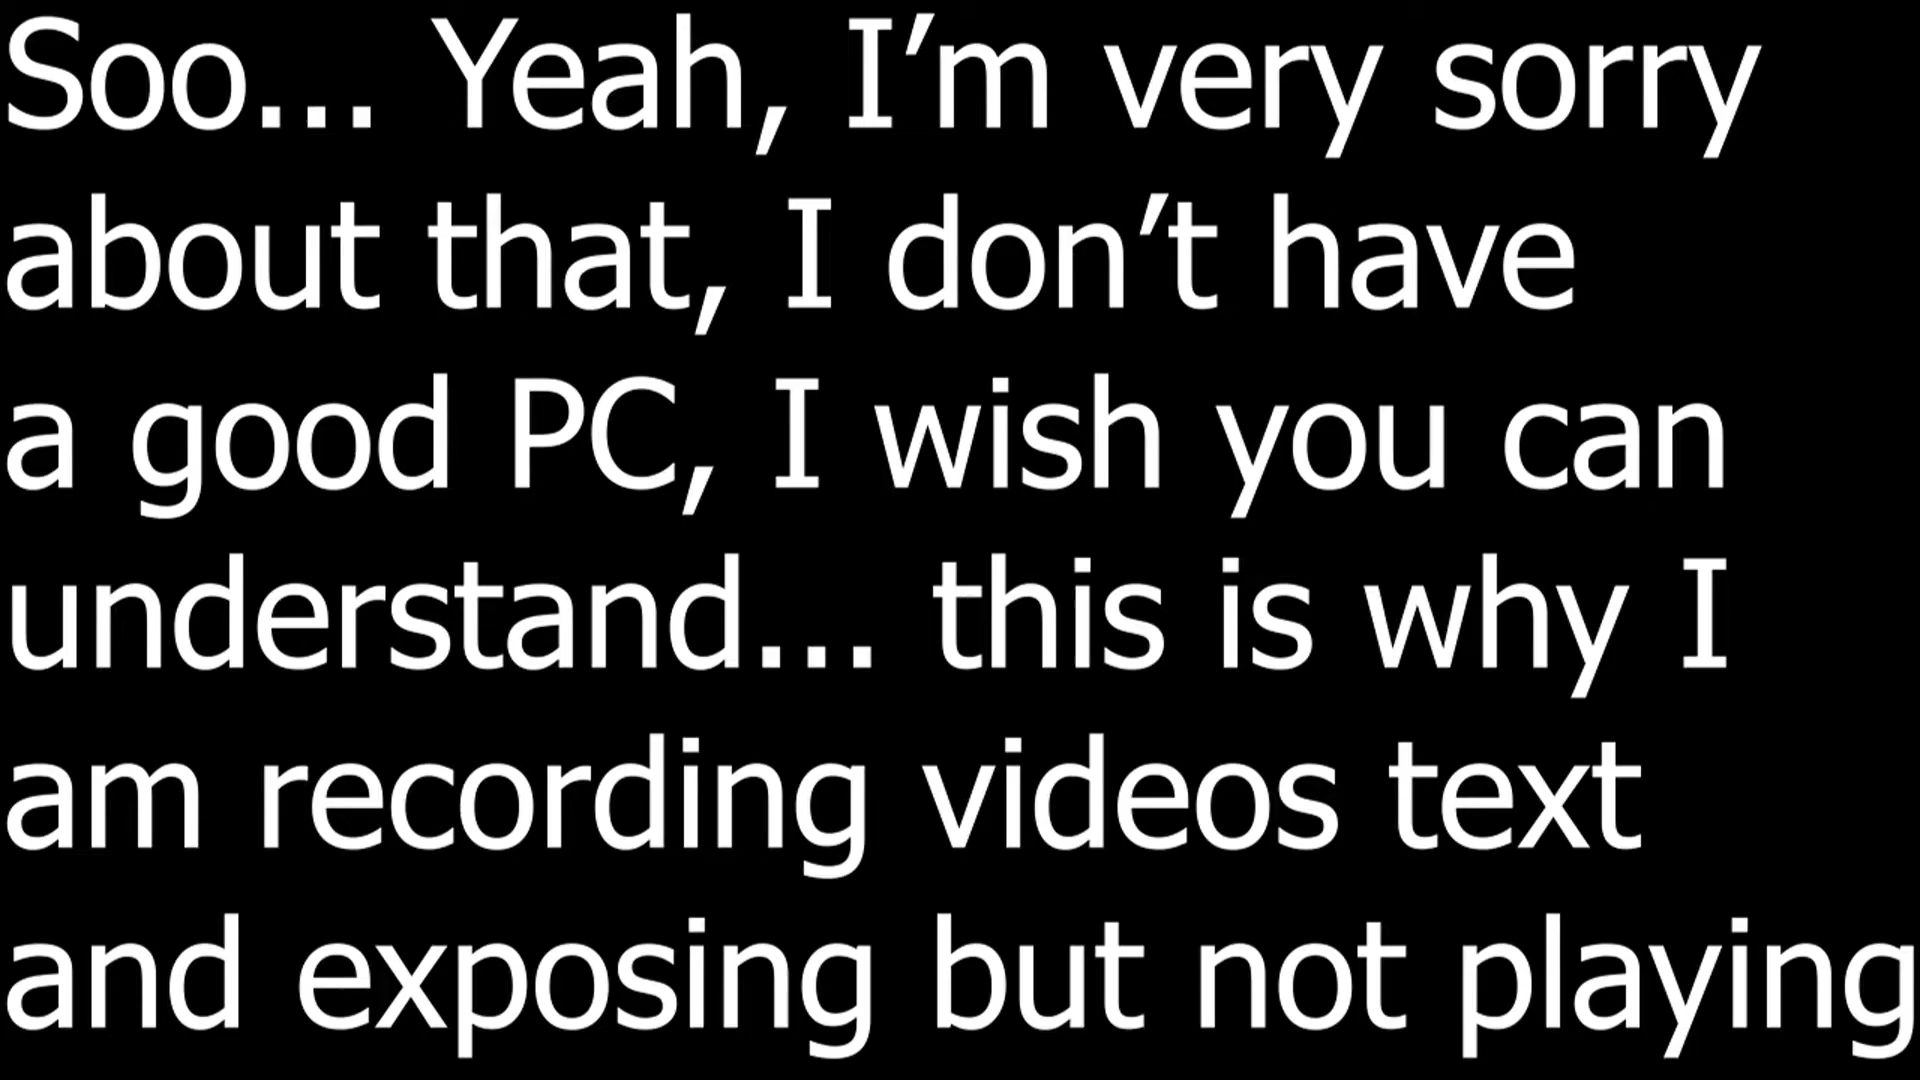 Soo... Yeah, I’m very sorry
about that, I don’t have
a good PC, I wish you can
understand... this is why I
am recording videos text
and exposing but not playing